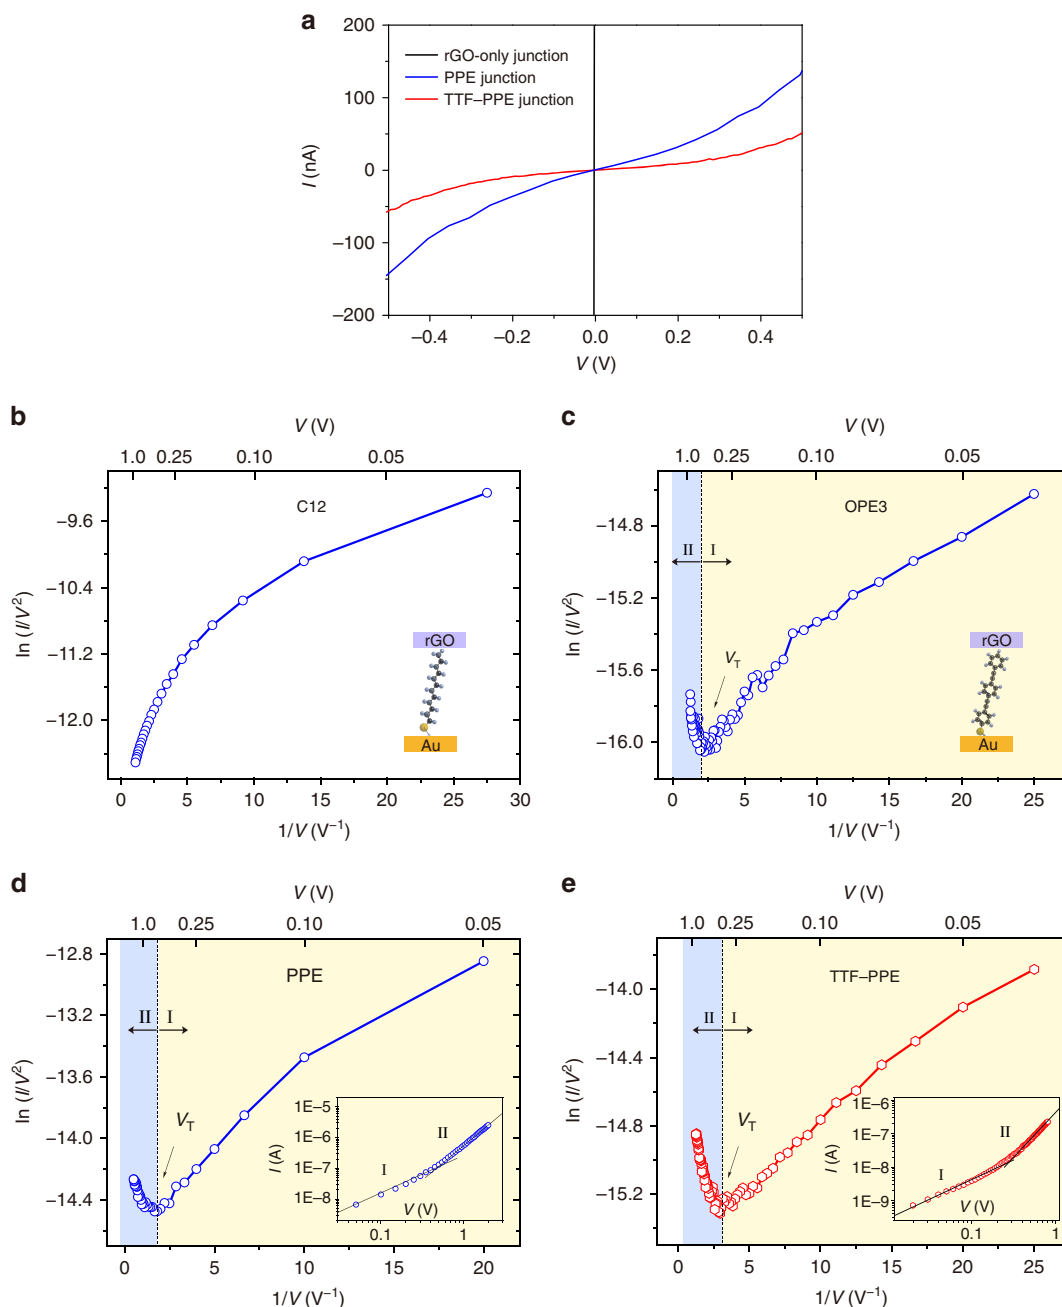 a
200
100
0
−100
−200
I (nA)
rGO-only junction
PPE junction
TTF–PPE junction
−0.4 −0.2 0.0 0.2 0.4
V (V)
b
V (V)
1.0 0.25 0.10 0.05
C12
−9.6
−10.4
−11.2
−12.0
ln (I/V²)
rGO
Au
0 5 10 15 20 25 30
1/V (V⁻¹)
c
V (V)
1.0 0.25 0.10 0.05
OPE3
−14.8
−15.2
−15.6
−16.0
ln (I/V²)
II I
V_T
rGO
Au
0 5 10 15 20 25
1/V (V⁻¹)
d
V (V)
1.0 0.25 0.10 0.05
PPE
−12.8
−13.2
−13.6
−14.0
−14.4
ln (I/V²)
II I
V_T
1E−5
1E−6
1E−7
1E−8
I (A)
I
II
V (V)
0.1 1
0 5 10 15 20
1/V (V⁻¹)
e
V (V)
1.0 0.25 0.10 0.05
TTF–PPE
−14.0
−14.4
−14.8
−15.2
ln (I/V²)
II I
V_T
1E−6
1E−7
1E−8
1E−9
I (A)
I
II
V (V)
0.1 1
0 5 10 15 20 25
1/V (V⁻¹)